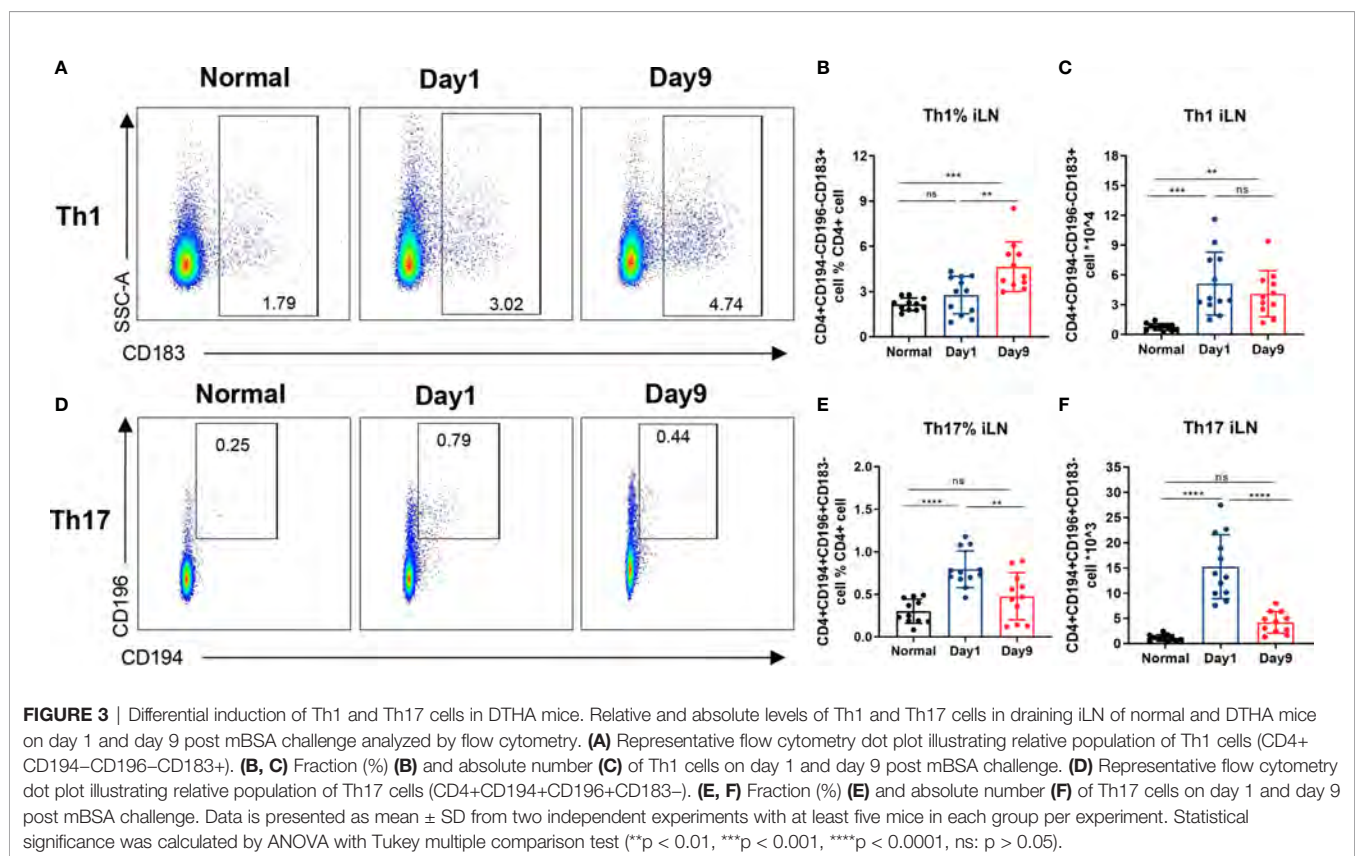 A
Normal
Day1
Day9
Th1
SSC-A
1.79
3.02
4.74
CD183
B
Th1% iLN
CD4+CD194-CD196-CD183+
cell % CD4+ cell
12
9
6
3
0
***
ns
**
Normal
Day1
Day9
C
Th1 iLN
CD4+CD194-CD196-CD183+
cell *10^4
18
15
12
9
6
3
0
**
***
ns
Normal
Day1
Day9
D
Normal
Day1
Day9
Th17
CD196
0.25
0.79
0.44
CD194
E
Th17% iLN
CD4+CD194+CD196+CD183-
cell % CD4+ cell
2.0
1.5
1.0
0.5
0.0
ns
****
**
Normal
Day1
Day9
F
Th17 iLN
CD4+CD194+CD196+CD183-
cell *10^3
35
30
25
20
15
10
5
0
ns
****
****
Normal
Day1
Day9
FIGURE 3 | Differential induction of Th1 and Th17 cells in DTHA mice. Relative and absolute levels of Th1 and Th17 cells in draining iLN of normal and DTHA mice
on day 1 and day 9 post mBSA challenge analyzed by flow cytometry. (A) Representative flow cytometry dot plot illustrating relative population of Th1 cells (CD4+
CD194−CD196−CD183+). (B, C) Fraction (%) (B) and absolute number (C) of Th1 cells on day 1 and day 9 post mBSA challenge. (D) Representative flow cytometry
dot plot illustrating relative population of Th17 cells (CD4+CD194+CD196+CD183−). (E, F) Fraction (%) (E) and absolute number (F) of Th17 cells on day 1 and day 9
post mBSA challenge. Data is presented as mean ± SD from two independent experiments with at least five mice in each group per experiment. Statistical
significance was calculated by ANOVA with Tukey multiple comparison test (**p < 0.01, ***p < 0.001, ****p < 0.0001, ns: p > 0.05).